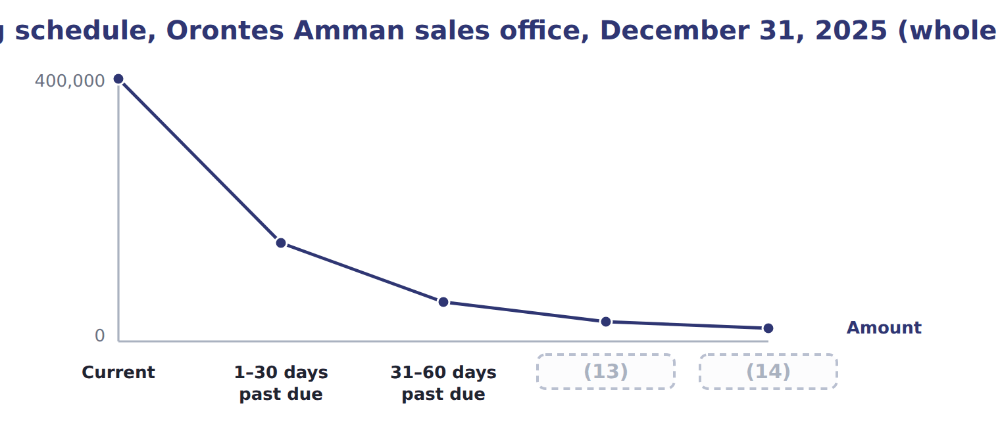 schedule, Orontes Amman sales office, December 31, 2025 (whole
400,000
0
Amount
Current
1–30 days
past due
31–60 days
past due
(13)
(14)